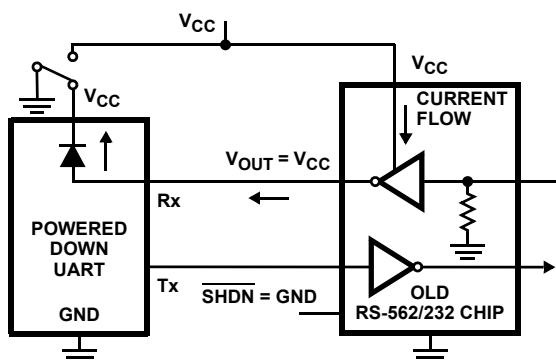 VCC
VCC
VCC
CURRENT
FLOW
VOUT = VCC
Rx
POWERED
DOWN
UART
Tx
SHDN = GND
OLD
RS-562/232 CHIP
GND